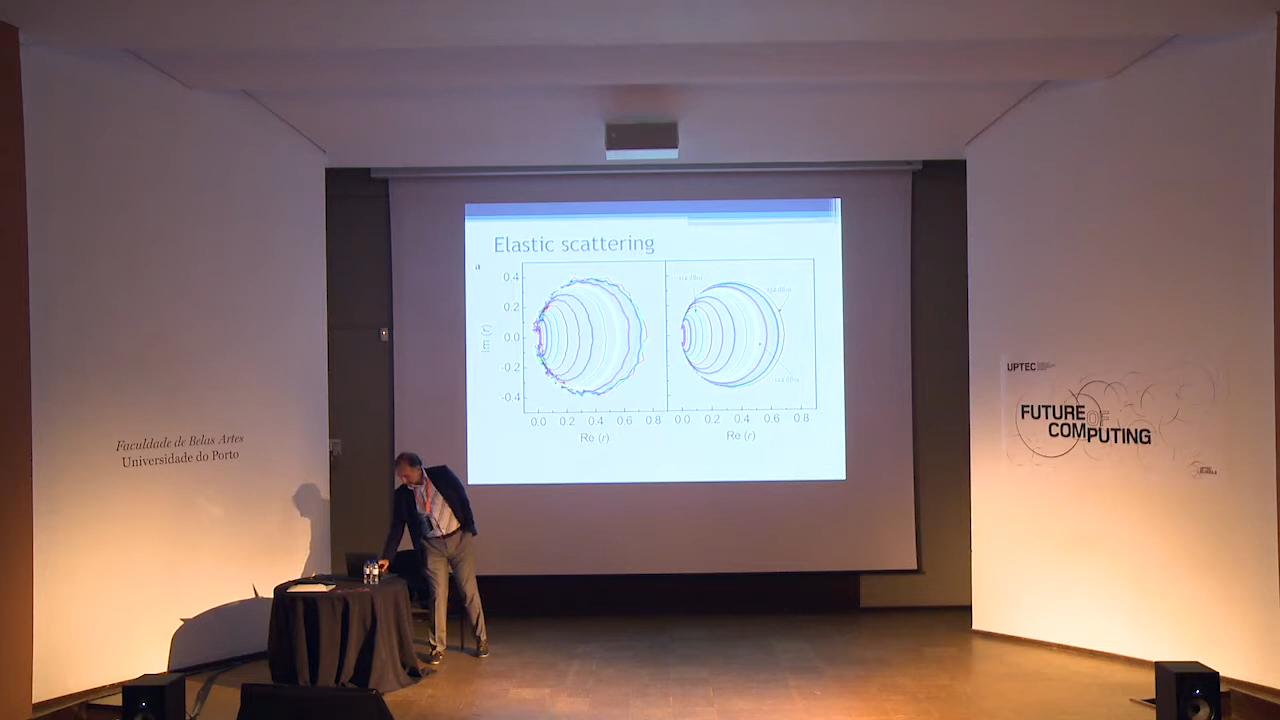 Elastic scattering
a
0.4
0.2
0.0
-0.2
-0.4
Im (r)
0.0 0.2 0.4 0.6 0.8
0.0 0.2 0.4 0.6 0.8
Re (r)
Re (r)
Faculdade de Belas Artes
Universidade do Porto
UPTEC
FUTURE OF
COMPUTING